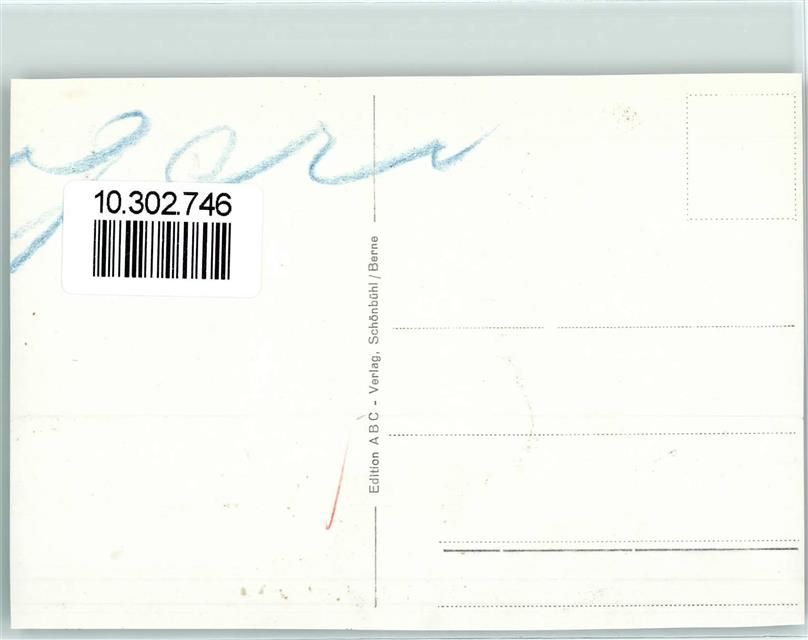 10.302.746
Edition ABC - Verlag, Schönbühl / Berne